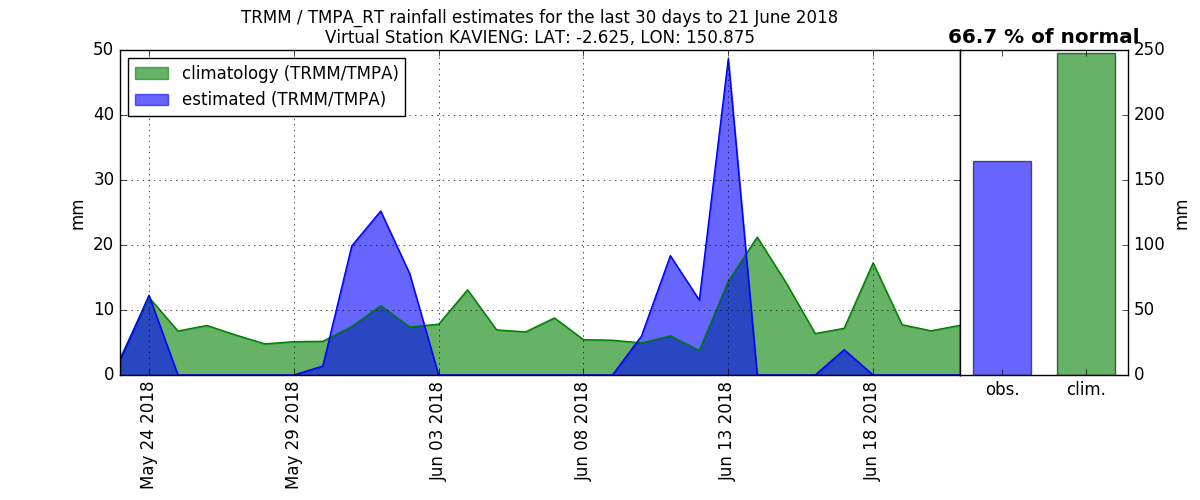 TRMM / TMPA_RT rainfall estimates for the last 30 days to 21 June 2018
Virtual Station KAVIENG: LAT: -2.625, LON: 150.875
66.7 % of normal
climatology (TRMM/TMPA)
estimated (TRMM/TMPA)
50
40
30
20
10
0
mm
May 24 2018
May 29 2018
Jun 03 2018
Jun 08 2018
Jun 13 2018
Jun 18 2018
obs.
clim.
250
200
150
100
50
0
mm